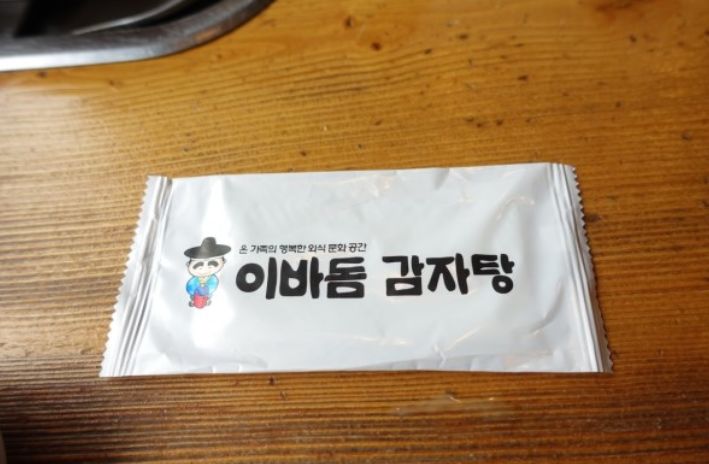 온 가족의 행복한 외식 문화 공간
이바돔 감자탕